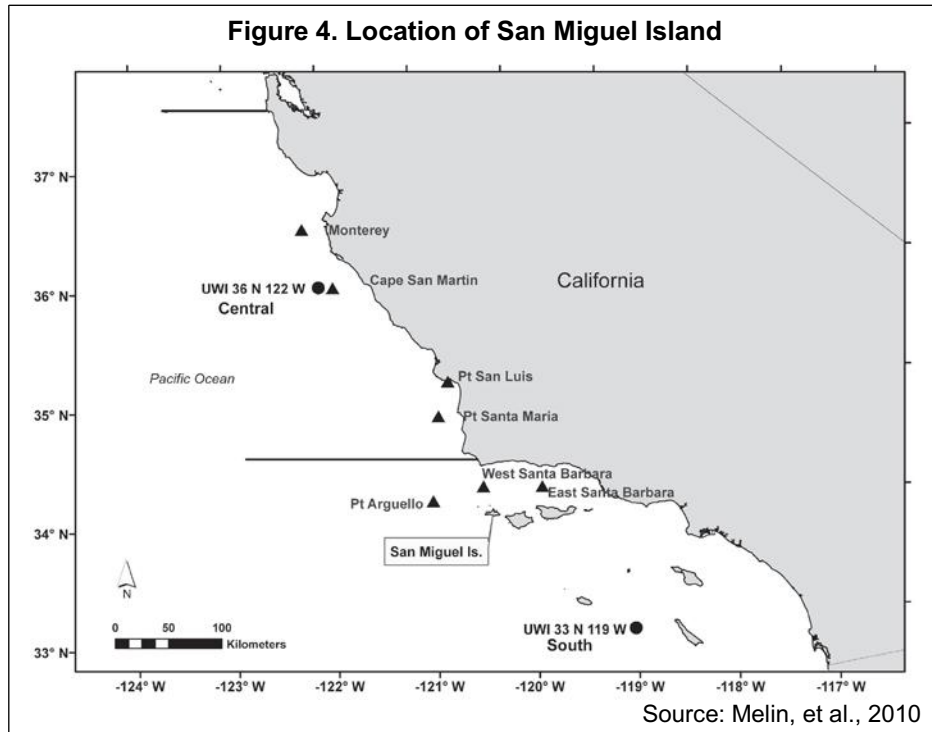 Figure 4. Location of San Miguel Island
37° N
Monterey
Cape San Martin
California
UWI 36 N 122 W
36° N
Central
Pacific Ocean
Pt San Luis
35° N
Pt Santa Maria
West Santa Barbara
East Santa Barbara
Pt Arguello
34° N
San Miguel Is.
N
0 50 100
Kilometers
UWI 33 N 119 W
South
33° N
-124° W -123° W -122° W -121° W -120° W -119° W -118° W -117° W
Source: Melin, et al., 2010